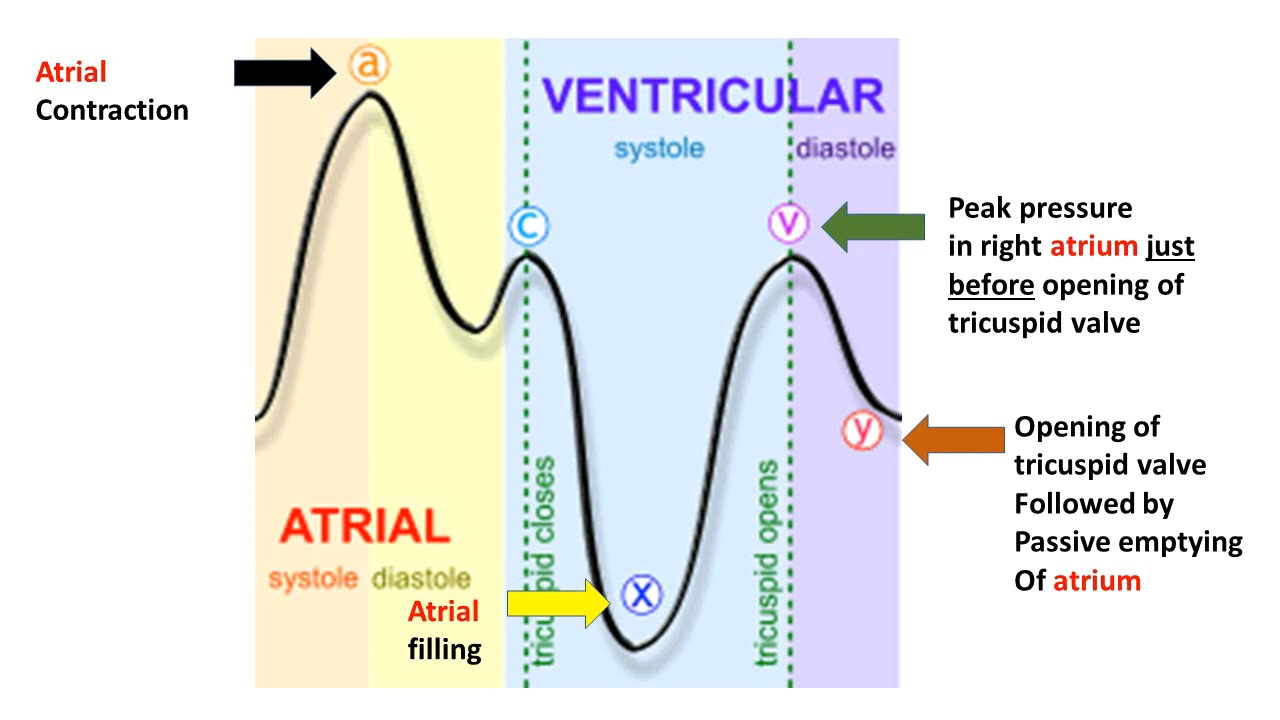 Atrial
Contraction
a
VENTRICULAR
systole
diastole
c
v
Peak pressure
in right atrium just
before opening of
tricuspid valve
y
Opening of
tricuspid valve
Followed by
Passive emptying
Of atrium
ATRIAL
systole diastole
Atrial
filling
x
tricuspid closes
tricuspid opens